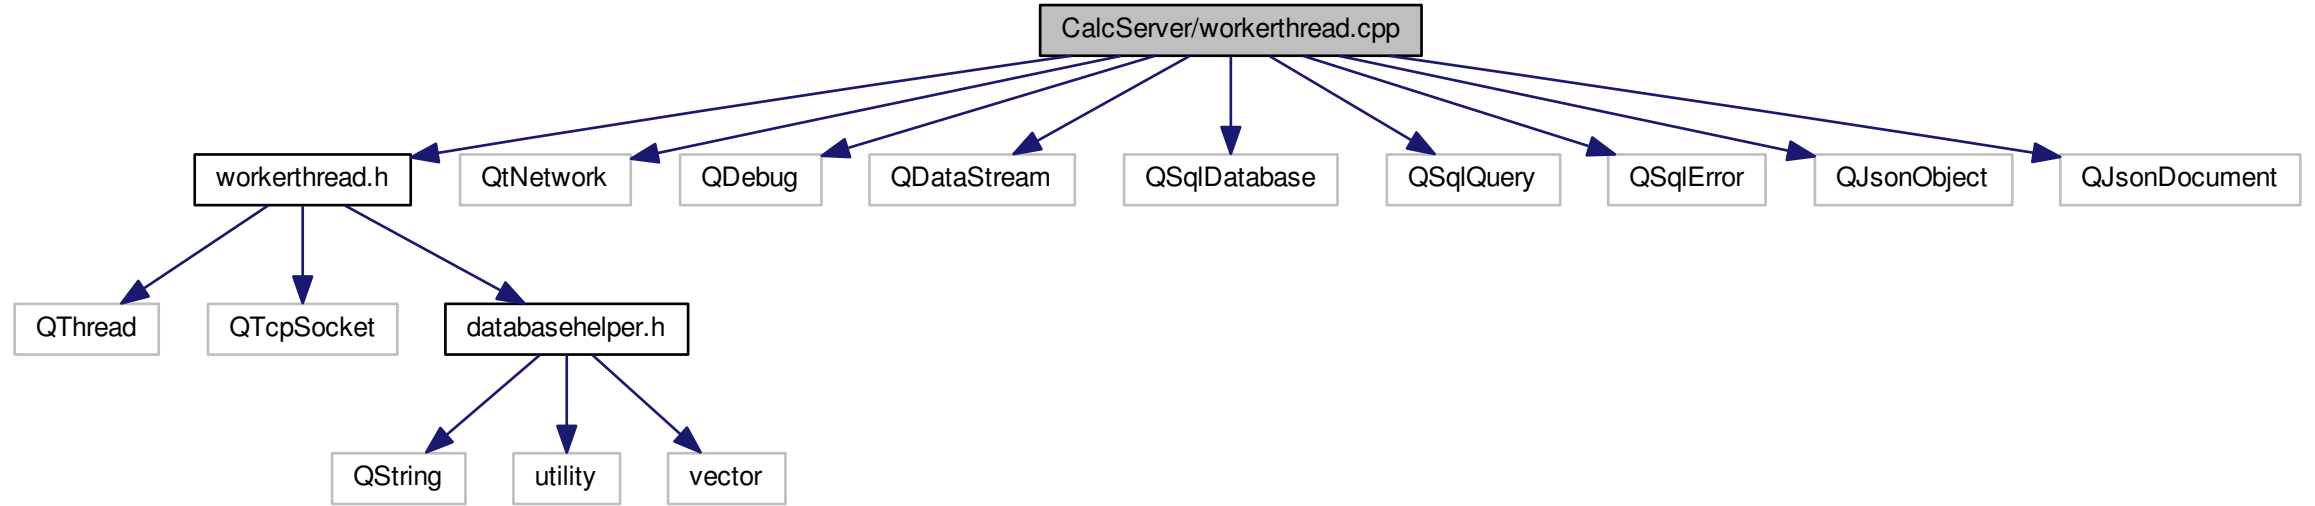 CalcServer/workerthread.cpp
workerthread.h
QtNetwork
QDebug
QDataStream
QSqlDatabase
QSqlQuery
QSqlError
QJsonObject
QJsonDocument
QThread
QTcpSocket
databasehelper.h
QString
utility
vector